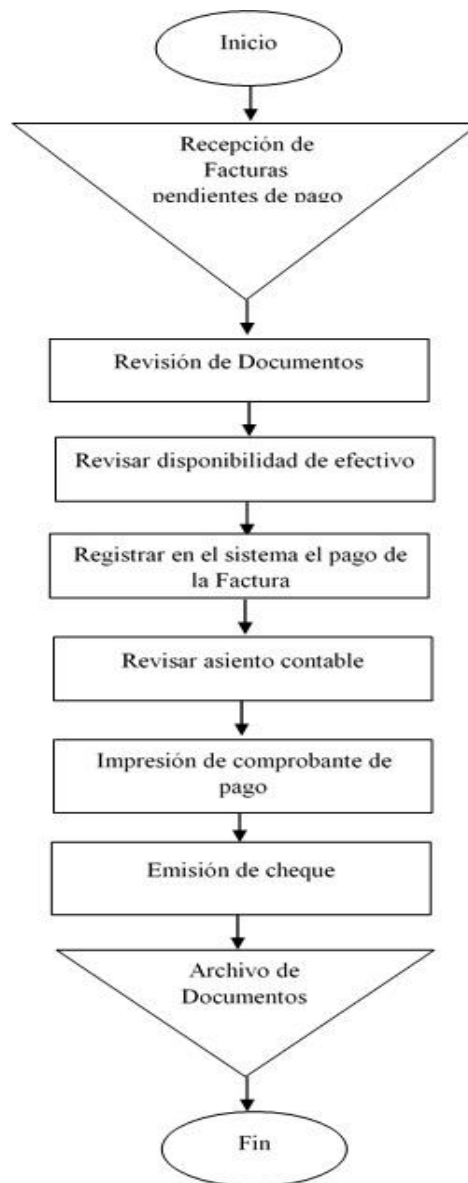 Inicio
Recepción de
Facturas
pendientes de pago
Revisión de Documentos
Revisar disponibilidad de efectivo
Registrar en el sistema el pago de
la Factura
Revisar asiento contable
Impresión de comprobante de
pago
Emisión de cheque
Archivo de
Documentos
Fin